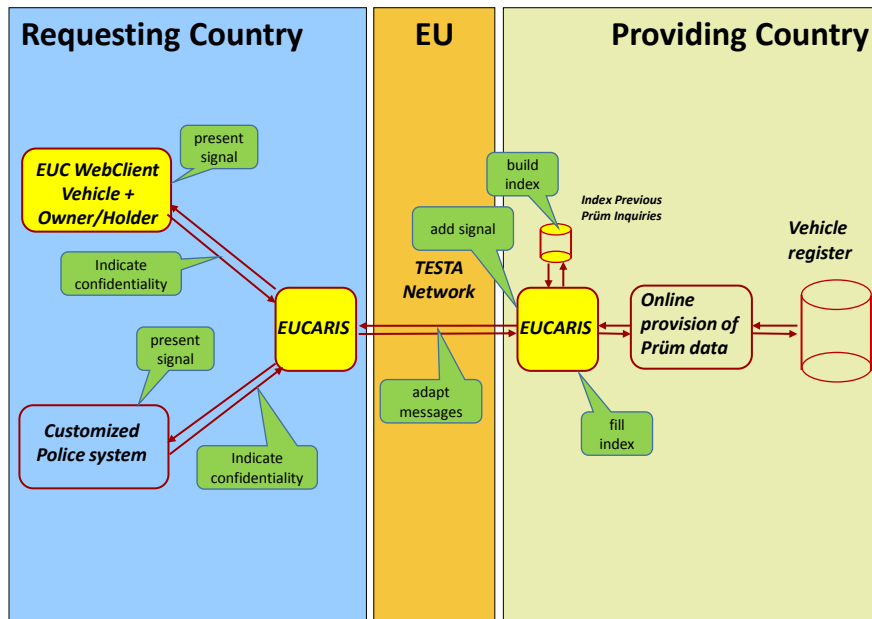 Requesting Country
EU
Providing Country
present
signal
EUC WebClient
Vehicle +
Owner/Holder
Indicate
confidentiality
EUCARIS
present
signal
Customized
Police system
Indicate
confidentiality
TESTA
Network
adapt
messages
add signal
build
index
Index Previous
Prüm Inquiries
EUCARIS
fill
index
Online
provision of
Prüm data
Vehicle
register